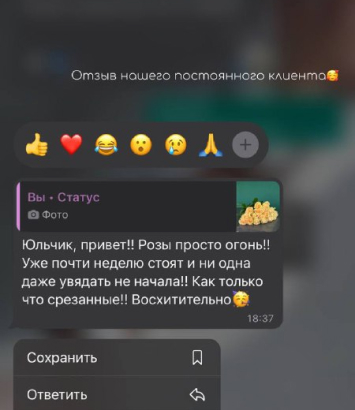 Отзыв нашего постоянного клиента🥰
👍❤️😂😮😢🙏+
Вы • Статус
Фото
Юльчик, привет!! Розы просто огонь!!
Уже почти неделю стоят и ни одна
даже увядать не начала!! Как только
что срезанные!! Восхитительно🥳
18:37
Сохранить
Ответить